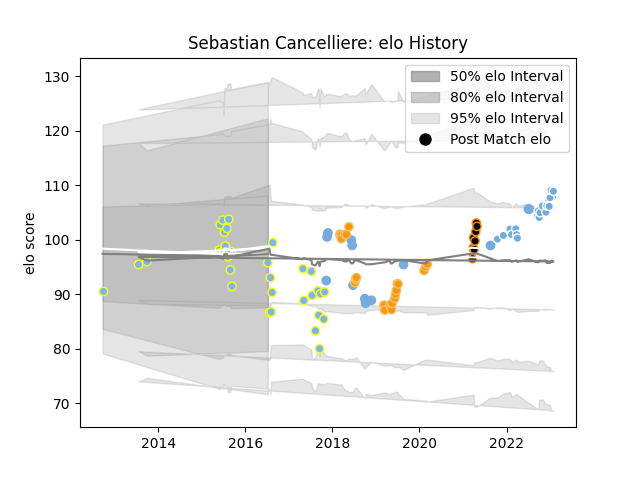 Sebastian Cancelliere: elo History
130
120
110
100
90
80
70
elo score
50% elo Interval
80% elo Interval
95% elo Interval
Post Match elo
2014
2016
2018
2020
2022